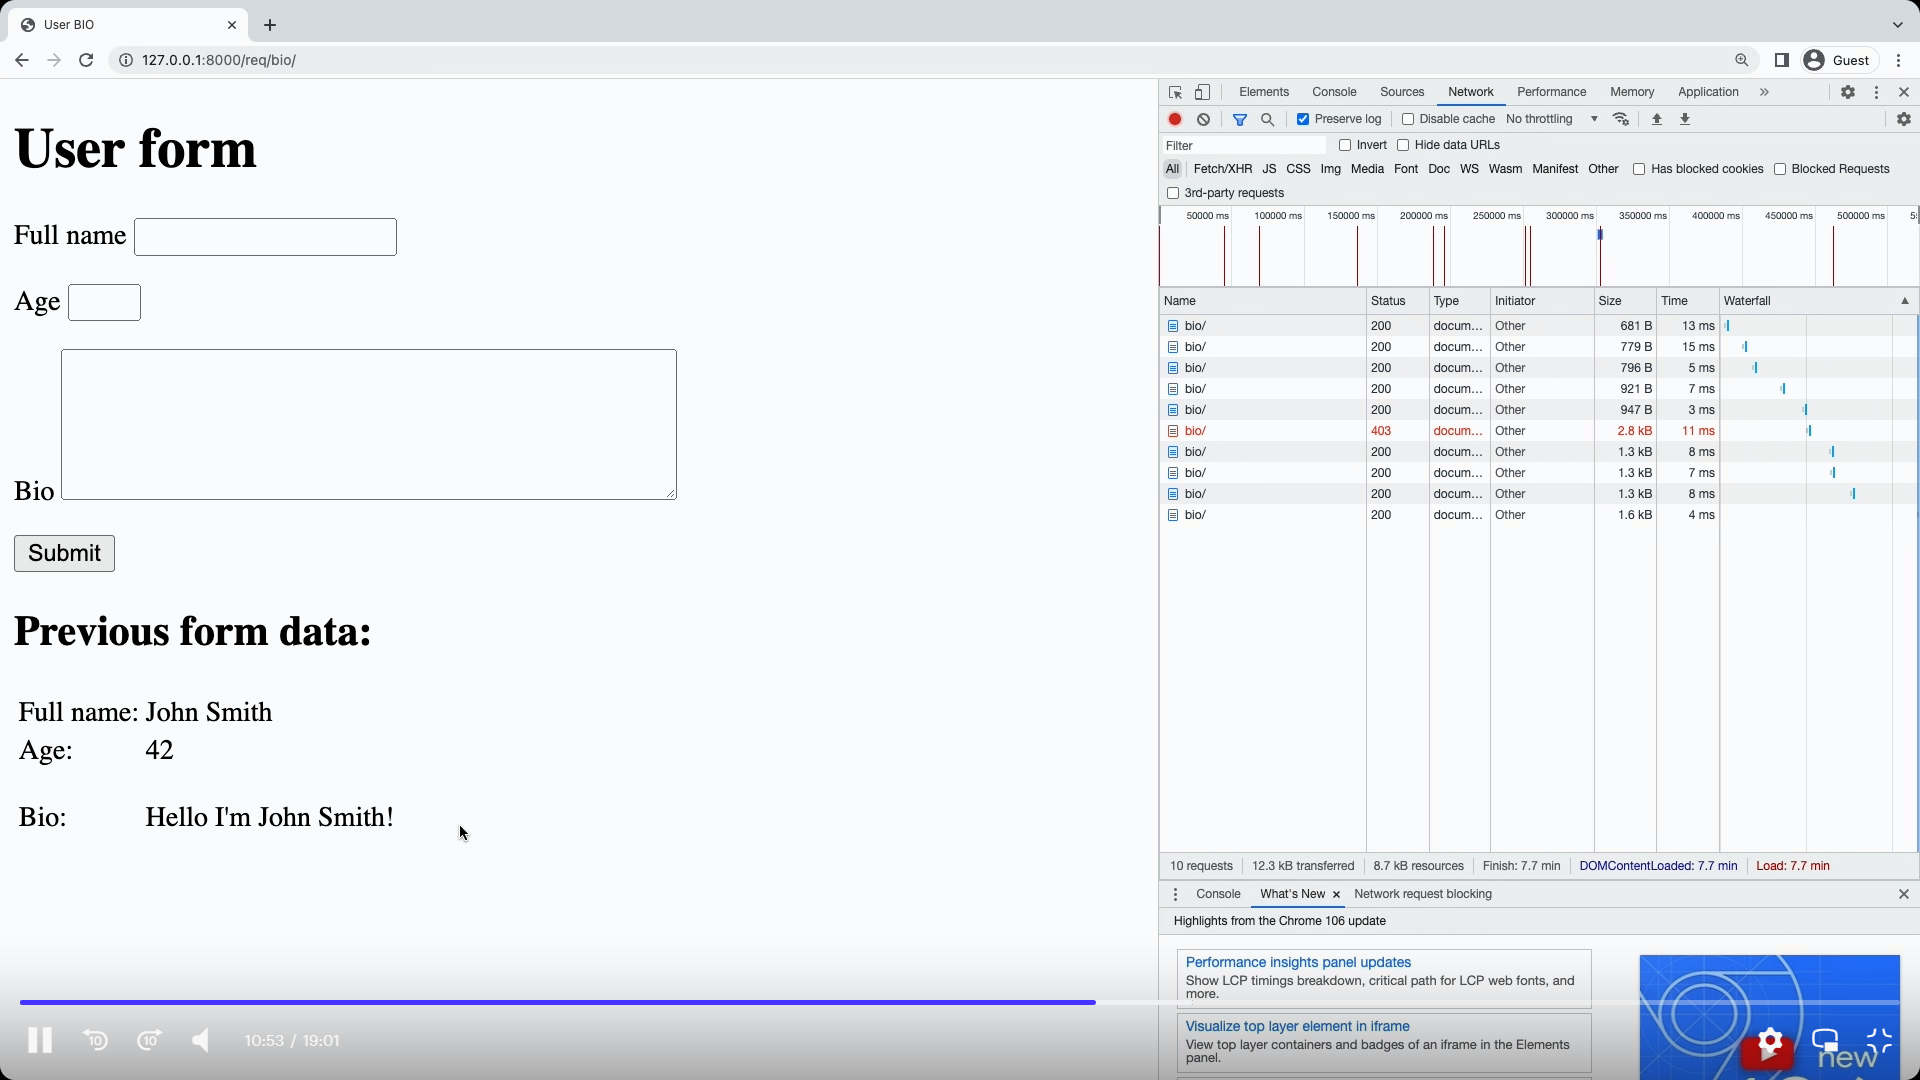 User BIO
127.0.0.1:8000/req/bio/
Guest
User form
Full name
Age
Bio
Submit
Previous form data:
Full name: John Smith
Age: 42
Bio: Hello I'm John Smith!
Elements Console Sources Network Performance Memory Application
Preserve log Disable cache No throttling
Filter Invert Hide data URLs
All Fetch/XHR JS CSS Img Media Font Doc WS Wasm Manifest Other Has blocked cookies Blocked Requests
3rd-party requests
50000 ms 100000 ms 150000 ms 200000 ms 250000 ms 300000 ms 350000 ms 400000 ms 450000 ms 500000 ms
Name Status Type Initiator Size Time Waterfall
bio/ 200 docum... Other 681 B 13 ms
bio/ 200 docum... Other 779 B 15 ms
bio/ 200 docum... Other 796 B 5 ms
bio/ 200 docum... Other 921 B 7 ms
bio/ 200 docum... Other 947 B 3 ms
bio/ 403 docum... Other 2.8 kB 11 ms
bio/ 200 docum... Other 1.3 kB 8 ms
bio/ 200 docum... Other 1.3 kB 7 ms
bio/ 200 docum... Other 1.3 kB 8 ms
bio/ 200 docum... Other 1.6 kB 4 ms
10 requests 12.3 kB transferred 8.7 kB resources Finish: 7.7 min DOMContentLoaded: 7.7 min Load: 7.7 min
Console What's New Network request blocking
Highlights from the Chrome 106 update
Performance insights panel updates
Show LCP timings breakdown, critical path for LCP web fonts, and
more.
Visualize top layer element in iframe
View top layer containers and badges of an iframe in the Elements
panel.
new
10 10 10:53 / 19:01